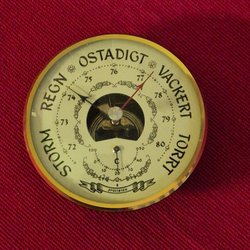 STORM REGN OSTADIGT VACKERT TORRT
72 73 74 75 76 77 78 79 80
C